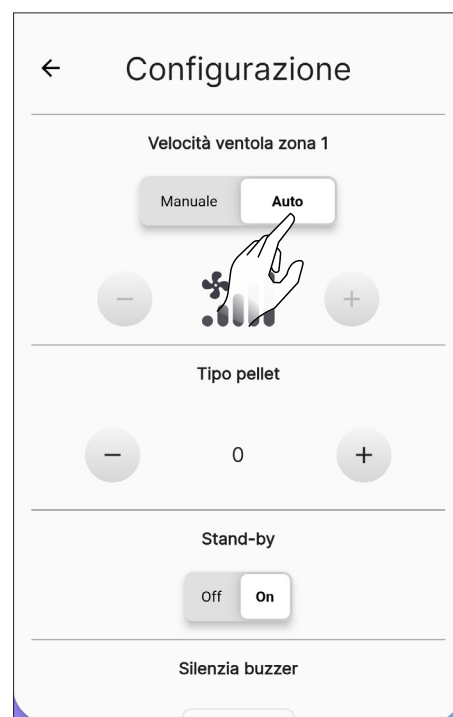 Configurazione
Velocità ventola zona 1
Manuale Auto
Tipo pellet
0
Stand-by
Off On
Silenzia buzzer